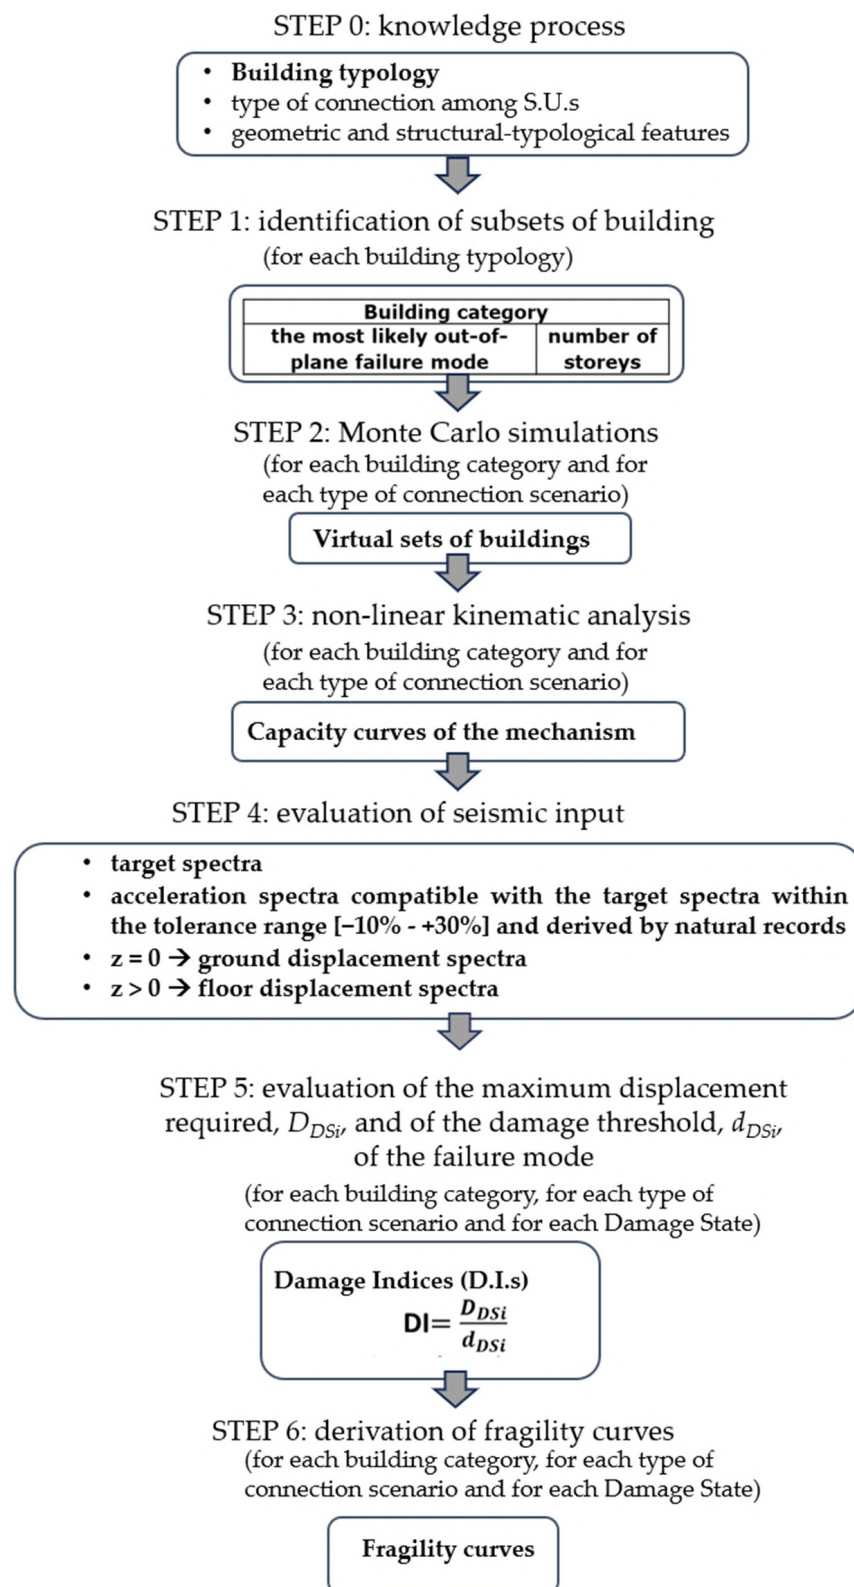 STEP 0: knowledge process
• Building typology
• type of connection among S.U.s
• geometric and structural-typological features
STEP 1: identification of subsets of building
(for each building typology)
Building category
the most likely out-of-
plane failure mode
number of
storeys
STEP 2: Monte Carlo simulations
(for each building category and for
each type of connection scenario)
Virtual sets of buildings
STEP 3: non-linear kinematic analysis
(for each building category and for
each type of connection scenario)
Capacity curves of the mechanism
STEP 4: evaluation of seismic input
• target spectra
• acceleration spectra compatible with the target spectra within
the tolerance range [−10% - +30%] and derived by natural records
• z = 0 → ground displacement spectra
• z > 0 → floor displacement spectra
STEP 5: evaluation of the maximum displacement
required, D_DSi, and of the damage threshold, d_DSi,
of the failure mode
(for each building category, for each type of
connection scenario and for each Damage State)
Damage Indices (D.I.s)
DI= D_DSi / d_DSi
STEP 6: derivation of fragility curves
(for each building category, for each type of
connection scenario and for each Damage State)
Fragility curves